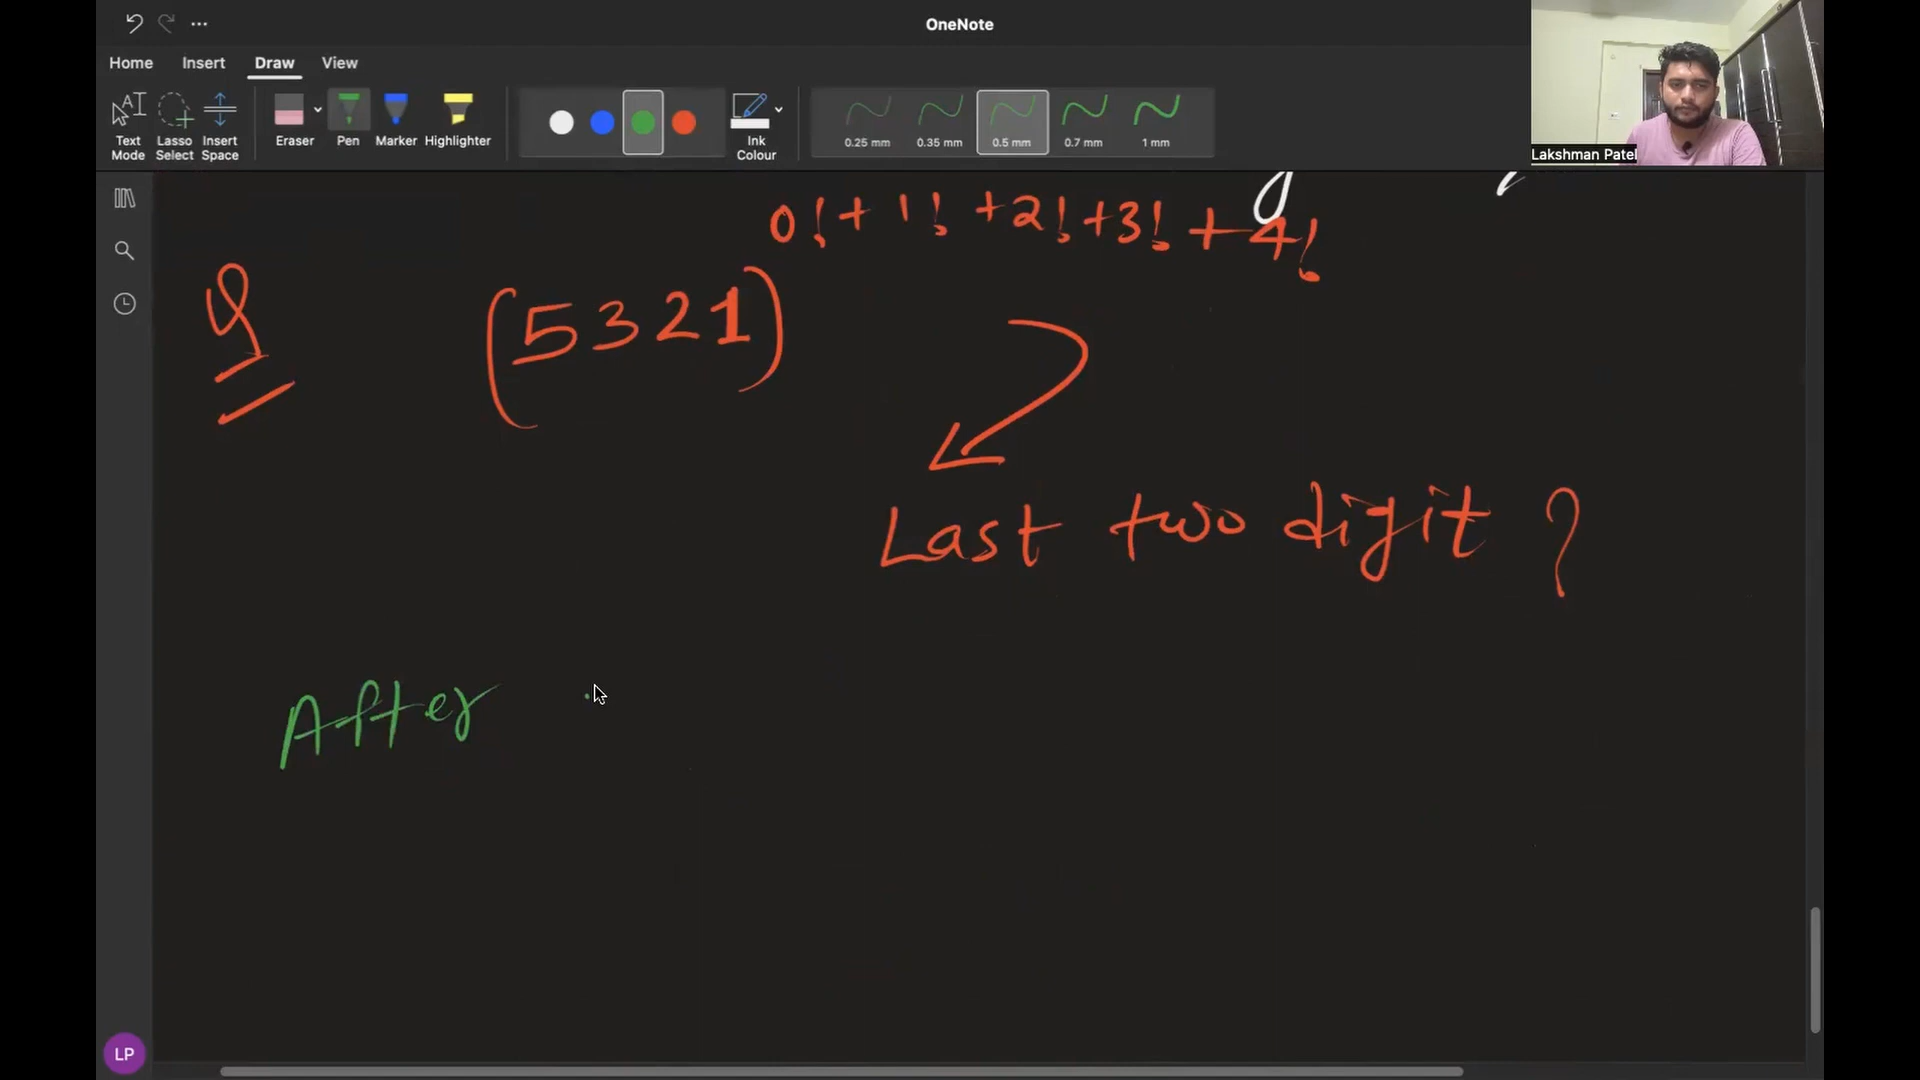 OneNote
Home Insert Draw View
Text Mode
Lasso Select
Insert Space
Eraser
Pen
Marker
Highlighter
Ink Colour
0.25 mm
0.35 mm
0.5 mm
0.7 mm
1 mm
Lakshman Patel
0! + 1! + 2! + 3! + 4!
Q (5321)
Last two digit ?
After
LP